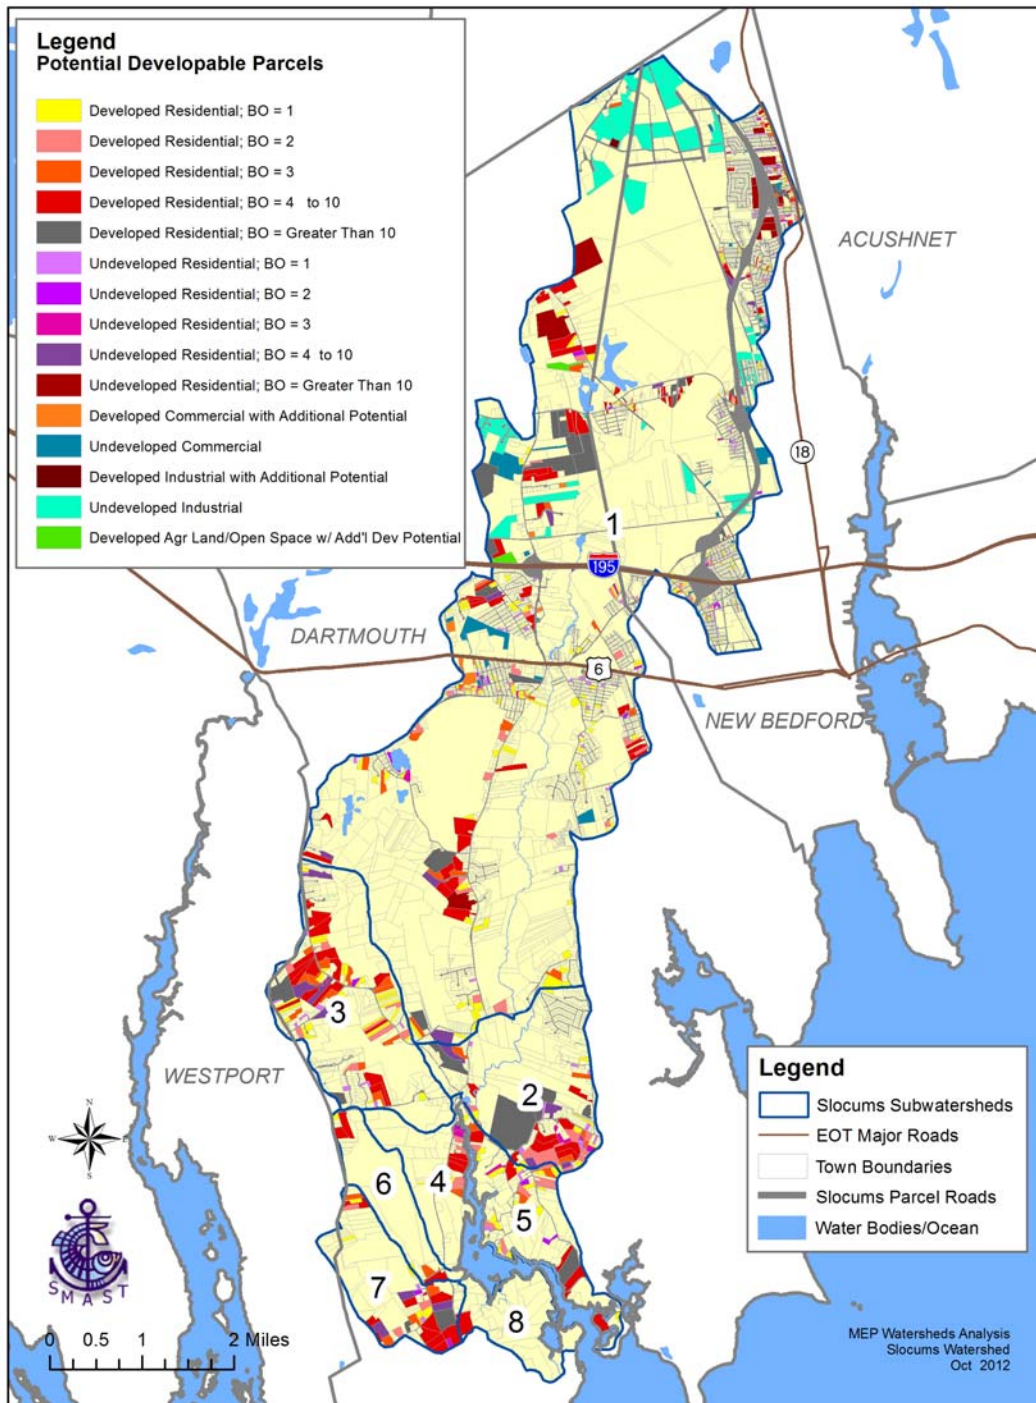 Legend
Potential Developable Parcels
Developed Residential; BO = 1
Developed Residential; BO = 2
Developed Residential; BO = 3
Developed Residential; BO = 4 to 10
Developed Residential; BO = Greater Than 10
Undeveloped Residential; BO = 1
Undeveloped Residential; BO = 2
Undeveloped Residential; BO = 3
Undeveloped Residential; BO = 4 to 10
Undeveloped Residential; BO = Greater Than 10
Developed Commercial with Additional Potential
Undeveloped Commercial
Developed Industrial with Additional Potential
Undeveloped Industrial
Developed Agr Land/Open Space w/ Add'l Dev Potential
ACUSHNET
18
1
195
DARTMOUTH
6
NEW BEDFORD
3
WESTPORT
2
6
4
5
7
8
N
W
S
SMAST
0 0.5 1 2 Miles
Legend
Slocums Subwatersheds
EOT Major Roads
Town Boundaries
Slocums Parcel Roads
Water Bodies/Ocean
MEP Watersheds Analysis
Slocums Watershed
Oct 2012